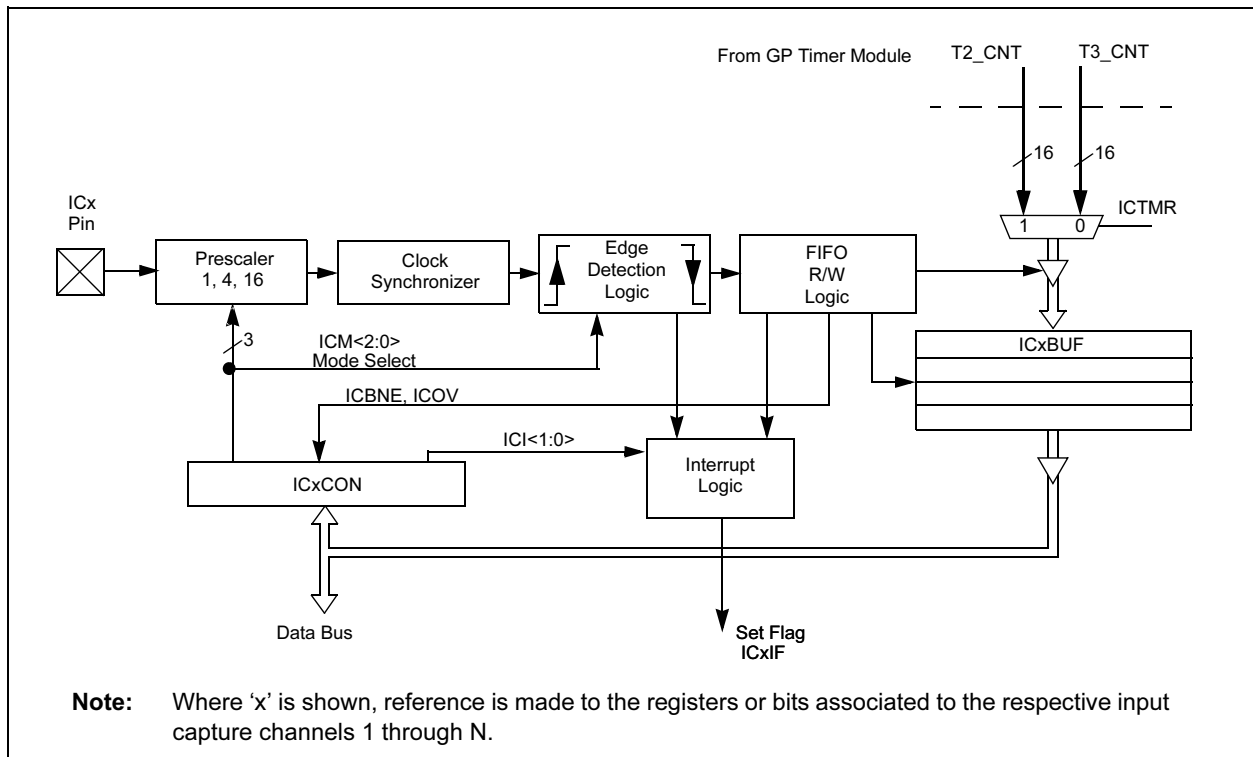 From GP Timer Module
T2_CNT
T3_CNT
16
16
ICx
Pin
1
0
ICTMR
Prescaler
1, 4, 16
Clock
Synchronizer
Edge
Detection
Logic
FIFO
R/W
Logic
3
ICM<2:0>
Mode Select
ICxBUF
ICBNE, ICOV
ICI<1:0>
ICxCON
Interrupt
Logic
Data Bus
Set Flag
ICxIF
Note: Where ‘x’ is shown, reference is made to the registers or bits associated to the respective input
capture channels 1 through N.